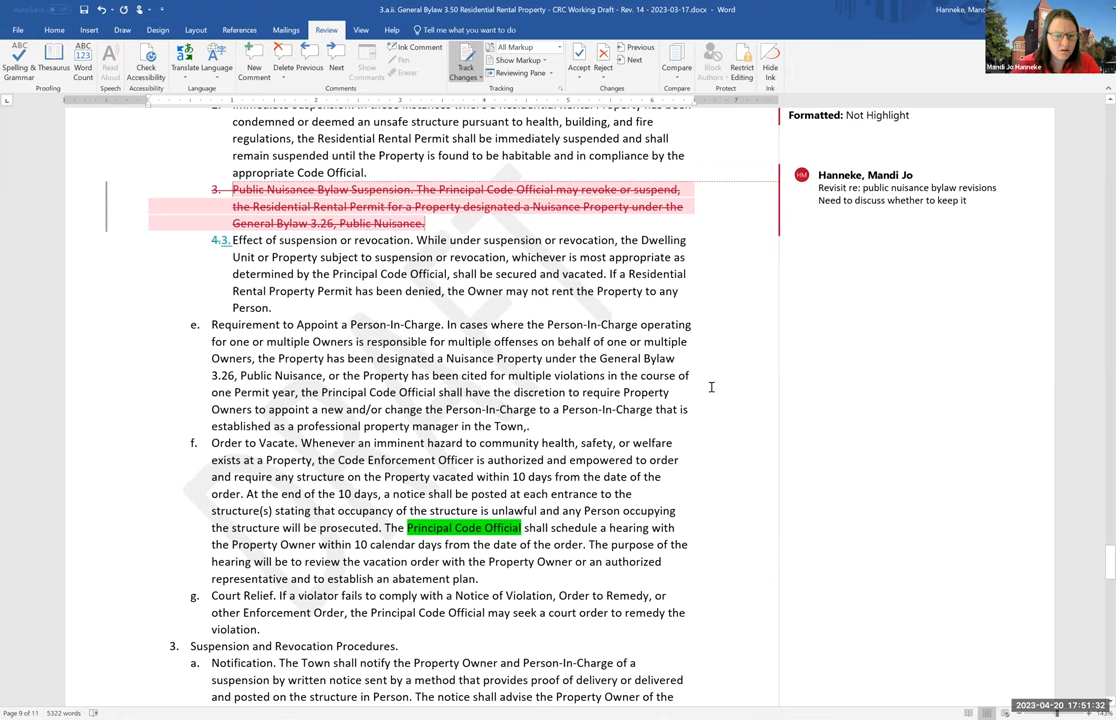 AutoSave
3.a.ii. General Bylaw 3.50 Residential Rental Property - CRC Working Draft - Rev. 14 - 2023-03-17.docx - Word
Hanneke, Mandi
File Home Insert Draw Design Layout References Mailings Review View Help Tell me what you want to do
Spelling & Grammar
Thesaurus
Word Count
Read Aloud
Check Accessibility
Translate
Language
New Comment
Delete
Previous
Next
Show Comments
Ink Comment
Pen
Eraser
Track Changes
All Markup
Show Markup
Reviewing Pane
Accept
Reject
Previous
Next
Compare
Block Authors
Restrict Editing
Hide Ink
Proofing Speech Accessibility Language Comments Tracking Changes Compare Protect Ink
Mandi Jo Hanneke
condemned or deemed an unsafe structure pursuant to health, building, and fire
regulations, the Residential Rental Permit shall be immediately suspended and shall
remain suspended until the Property is found to be habitable and in compliance by the
appropriate Code Official.
3. Public Nuisance Bylaw Suspension. The Principal Code Official may revoke or suspend,
the Residential Rental Permit for a Property designated a Nuisance Property under the
General Bylaw 3.26, Public Nuisance.
4.3. Effect of suspension or revocation. While under suspension or revocation, the Dwelling
Unit or Property subject to suspension or revocation, whichever is most appropriate as
determined by the Principal Code Official, shall be secured and vacated. If a Residential
Rental Property Permit has been denied, the Owner may not rent the Property to any
Person.
e. Requirement to Appoint a Person-In-Charge. In cases where the Person-In-Charge operating
for one or multiple Owners is responsible for multiple offenses on behalf of one or multiple
Owners, the Property has been designated a Nuisance Property under the General Bylaw
3.26, Public Nuisance, or the Property has been cited for multiple violations in the course of
one Permit year, the Principal Code Official shall have the discretion to require Property
Owners to appoint a new and/or change the Person-In-Charge to a Person-In-Charge that is
established as a professional property manager in the Town,.
f. Order to Vacate. Whenever an imminent hazard to community health, safety, or welfare
exists at a Property, the Code Enforcement Officer is authorized and empowered to order
and require any structure on the Property vacated within 10 days from the date of the
order. At the end of the 10 days, a notice shall be posted at each entrance to the
structure(s) stating that occupancy of the structure is unlawful and any Person occupying
the structure will be prosecuted. The Principal Code Official shall schedule a hearing with
the Property Owner within 10 calendar days from the date of the order. The purpose of the
hearing will be to review the vacation order with the Property Owner or an authorized
representative and to establish an abatement plan.
g. Court Relief. If a violator fails to comply with a Notice of Violation, Order to Remedy, or
other Enforcement Order, the Principal Code Official may seek a court order to remedy the
violation.
3. Suspension and Revocation Procedures.
a. Notification. The Town shall notify the Property Owner and Person-In-Charge of a
suspension by written notice sent by a method that provides proof of delivery or delivered
and posted on the structure in Person. The notice shall advise the Property Owner of the
DRAFT
Formatted: Not Highlight
HM Hanneke, Mandi Jo
Revisit re: public nuisance bylaw revisions
Need to discuss whether to keep it
Page 9 of 11 5322 words
2023-04-20 17:51:32